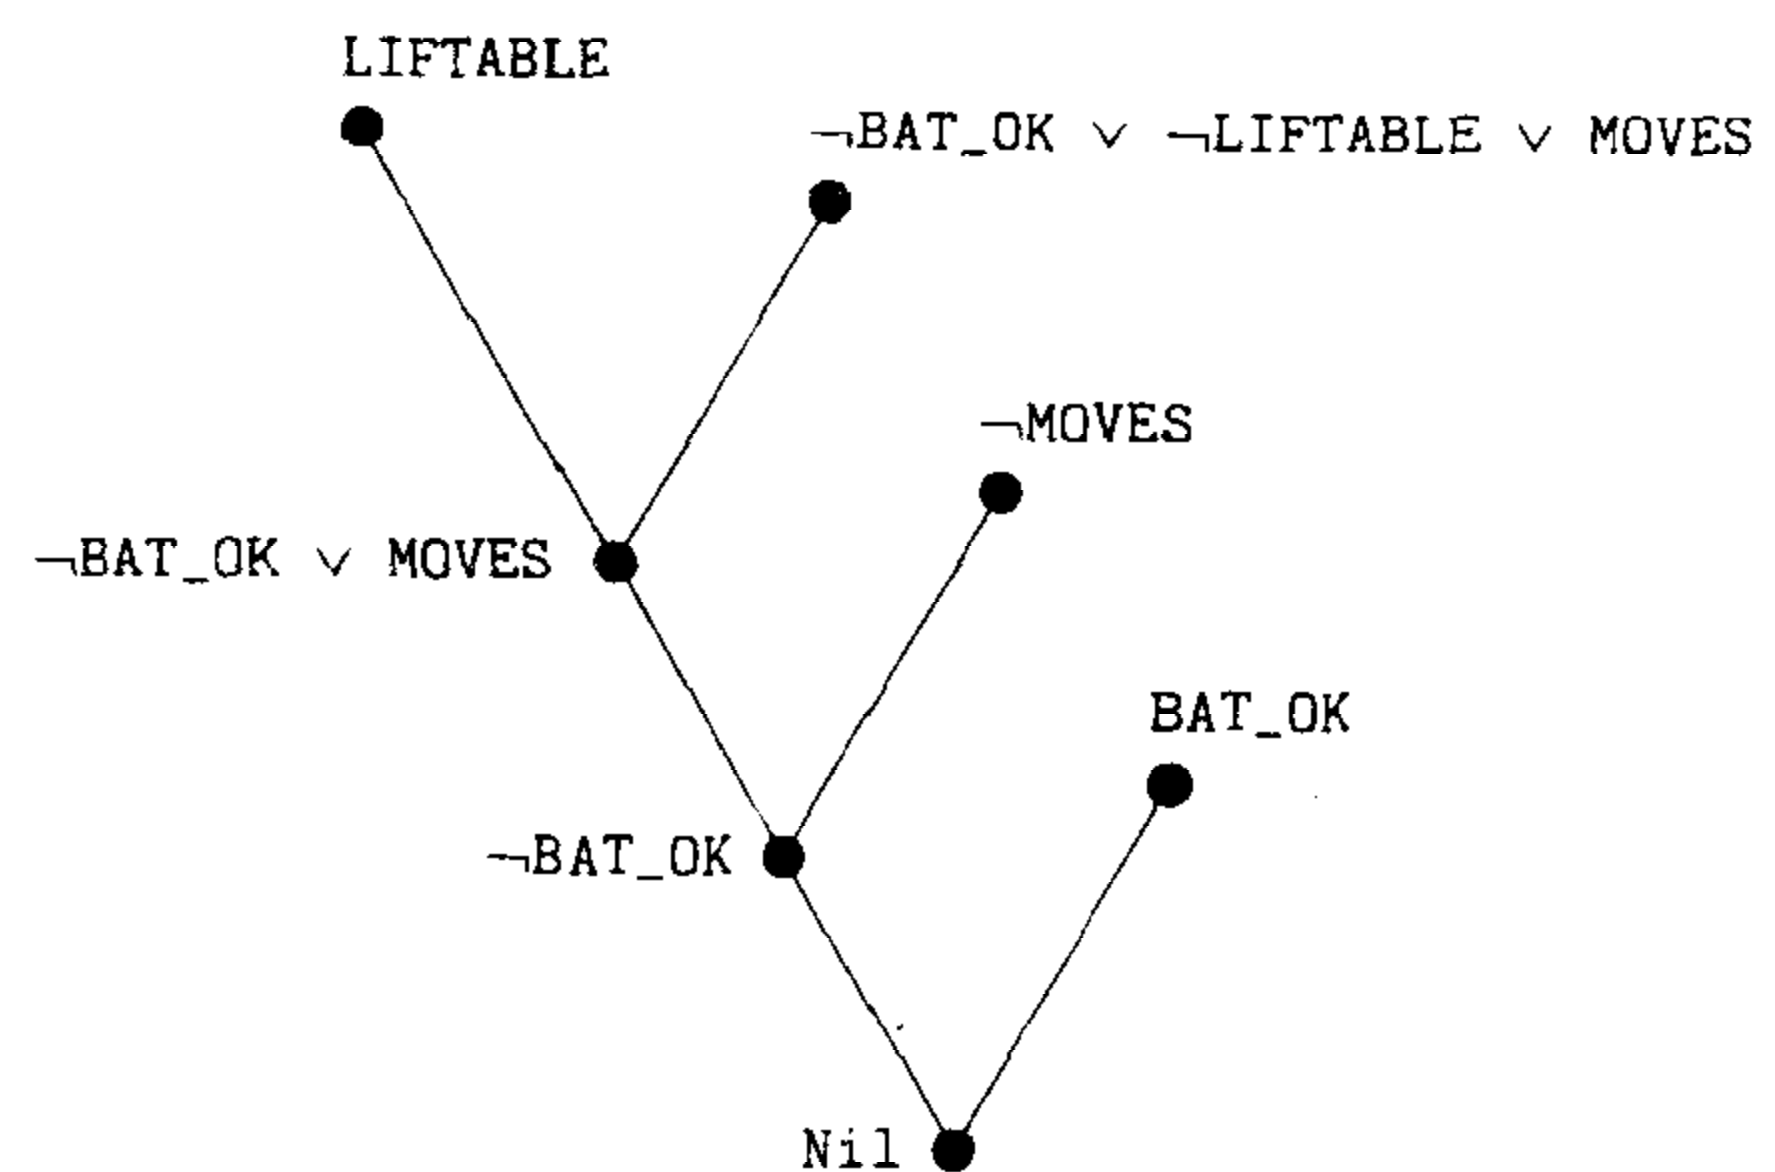 LIFTABLE
¬BAT_OK ∨ ¬LIFTABLE ∨ MOVES
¬MOVES
¬BAT_OK ∨ MOVES
BAT_OK
¬BAT_OK
Nil